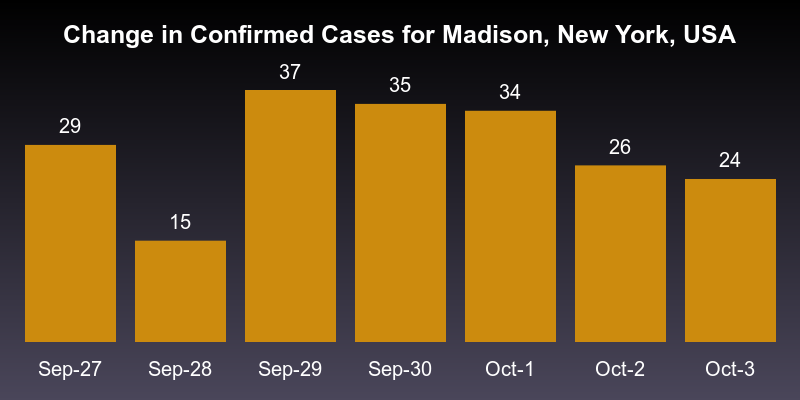 Change in Confirmed Cases for Madison, New York, USA
29
15
37
35
34
26
24
Sep-27
Sep-28
Sep-29
Sep-30
Oct-1
Oct-2
Oct-3